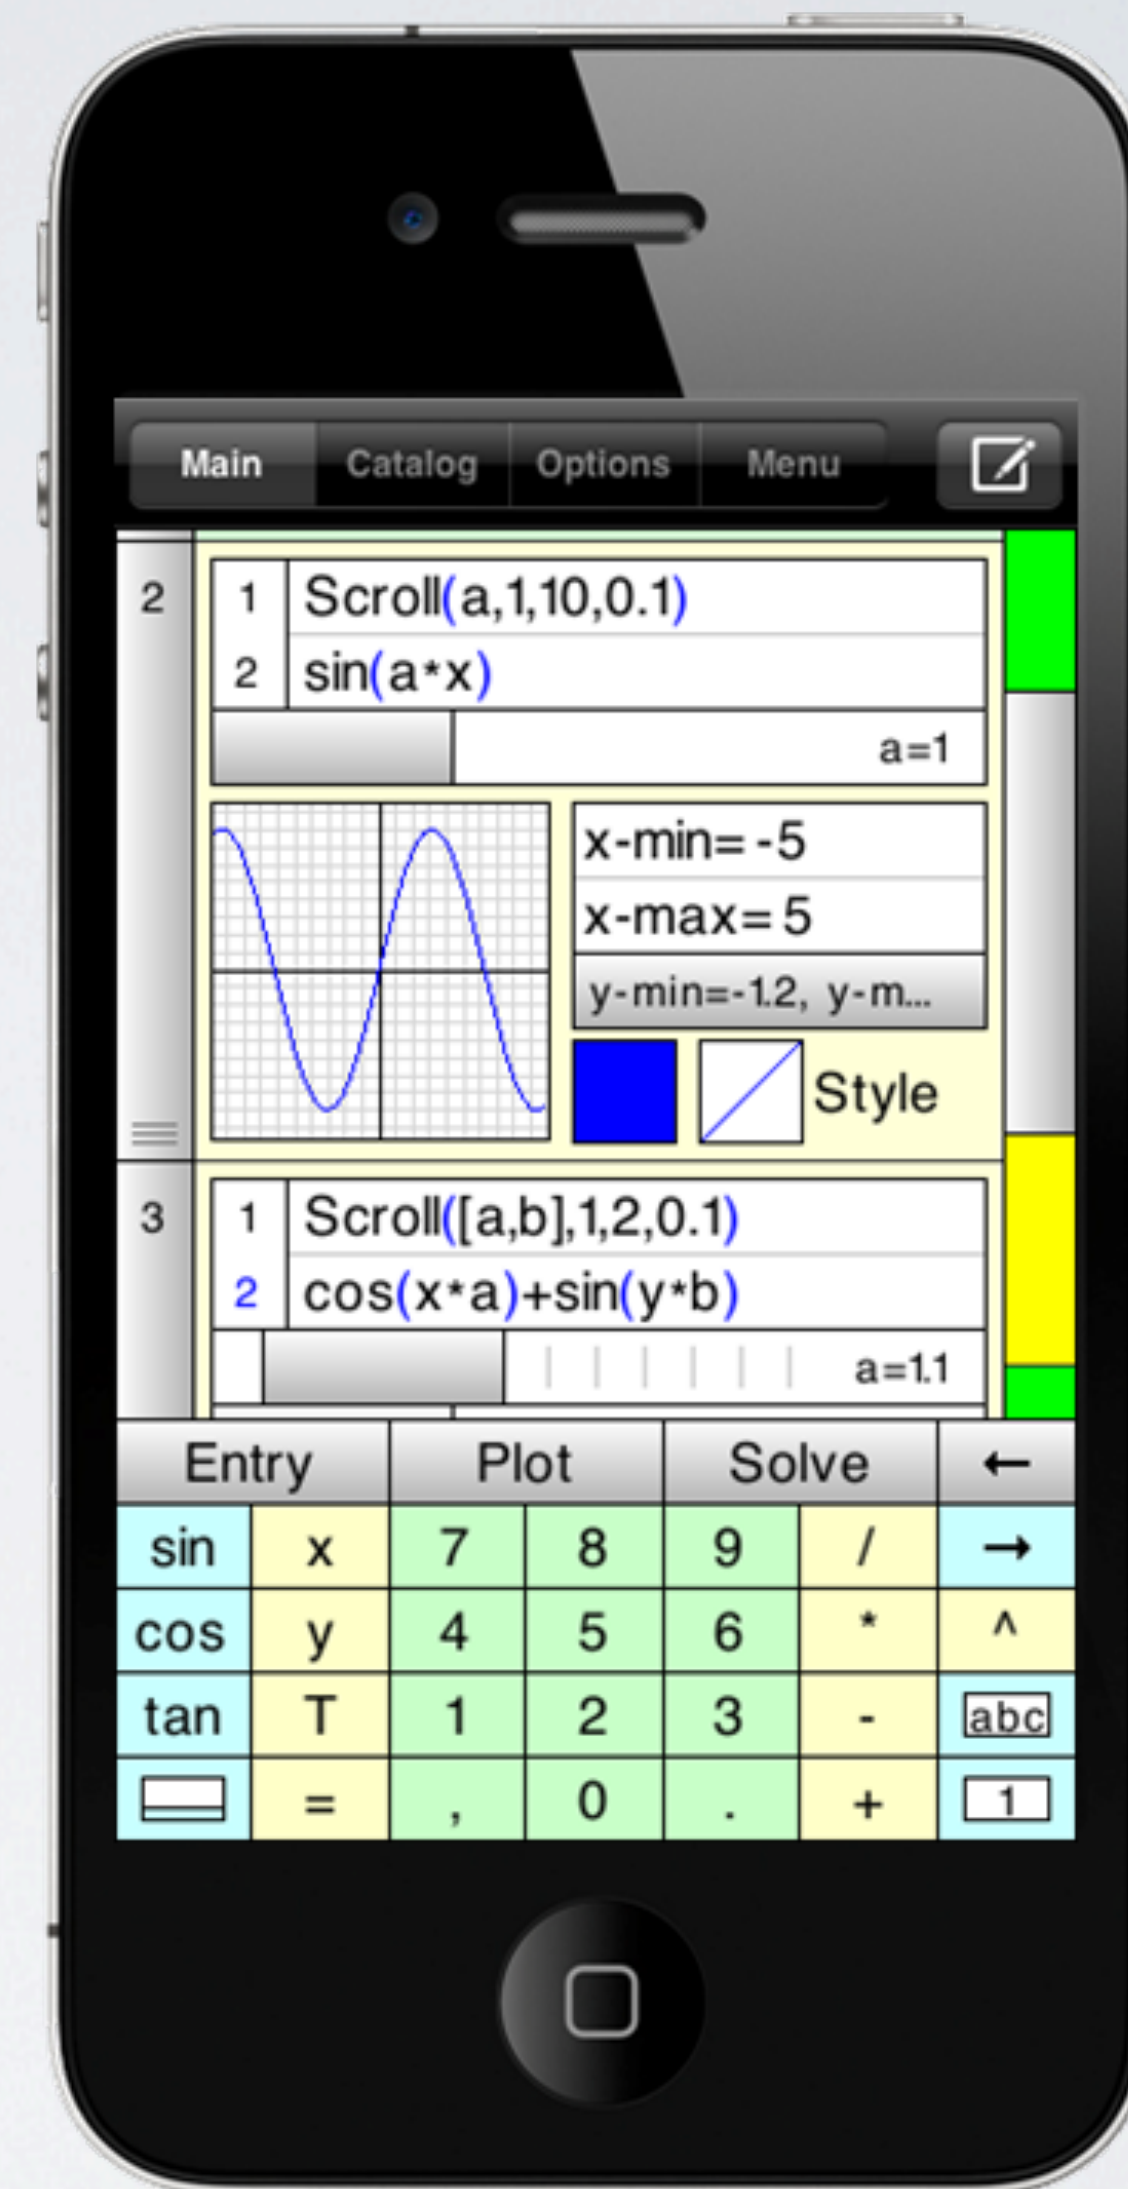 Main Catalog Options Menu
2 1 Scroll(a,1,10,0.1)
2 sin(a*x)
a=1
x-min= -5
x-max= 5
y-min=-1.2, y-m...
Style
3 1 Scroll([a,b],1,2,0.1)
2 cos(x*a)+sin(y*b)
a=1.1
Entry Plot Solve ←
sin x 7 8 9 / →
cos y 4 5 6 * ^
tan T 1 2 3 - abc
= , 0 . + 1